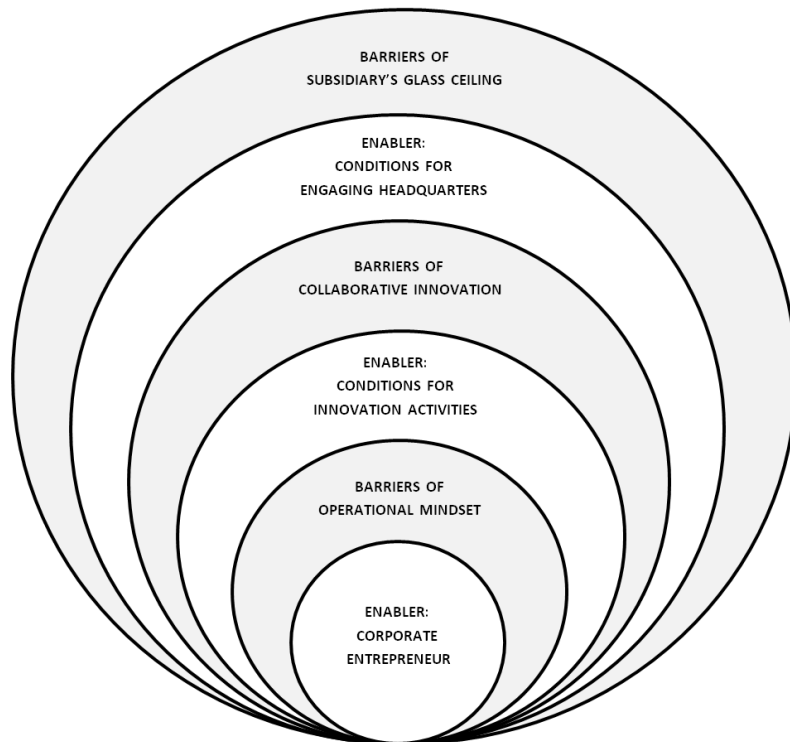 BARRIERS OF
SUBSIDIARY'S GLASS CEILING
ENABLER:
CONDITIONS FOR
ENGAGING HEADQUARTERS
BARRIERS OF
COLLABORATIVE INNOVATION
ENABLER:
CONDITIONS FOR
INNOVATION ACTIVITIES
BARRIERS OF
OPERATIONAL MINDSET
ENABLER:
CORPORATE
ENTREPRENEUR